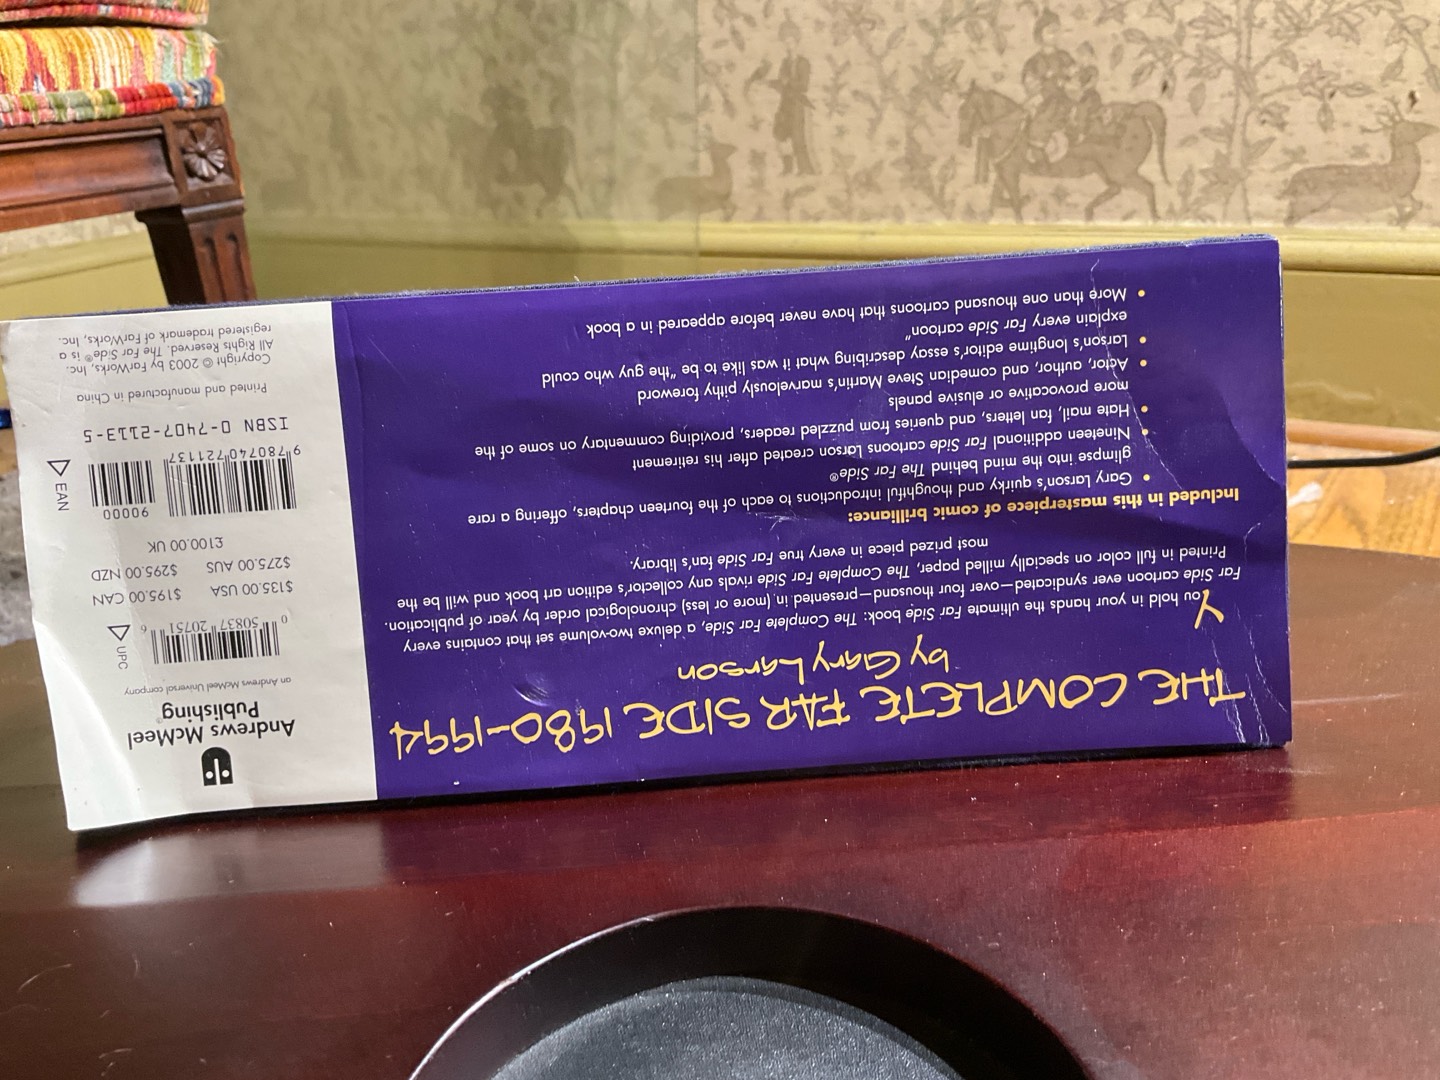 THE COMPLETE FAR SIDE 1980-1994
by Gary Larson
You hold in your hands the ultimate Far Side book: The Complete Far Side, a deluxe two-volume set that contains every
Far Side cartoon ever syndicated—over four thousand—presented in (more or less) chronological order by year of publication.
Printed in full color on specially milled paper, The Complete Far Side rivals any collector's edition art book and will be the
most prized piece in every true Far Side fan's library.
Included in this masterpiece of comic brilliance:
• Gary Larson's quirky and thoughtful introductions to each of the fourteen chapters, offering a rare
glimpse into the mind behind The Far Side®
• Nineteen additional Far Side cartoons Larson created after his retirement
• Hate mail, fan letters, and queries from puzzled readers, providing commentary on some of the
more provocative or elusive panels
• Actor, author, and comedian Steve Martin's marvelously pithy foreword
• Larson's longtime editor's essay describing what it was like to be "the guy who could
explain every Far Side cartoon"
• More than one thousand cartoons that have never before appeared in a book
Andrews McMeel
Publishing®
an Andrews McMeel Universal company
0 50837 20751 6
UPC
$135.00 USA $195.00 CAN
$275.00 AUS $295.00 NZD
£100.00 UK
90000
9 780740 721137
EAN
ISBN 0-7407-2113-5
Printed and manufactured in China
Copyright © 2003 by FarWorks, Inc.
All Rights Reserved. The Far Side® is a
registered trademark of FarWorks, Inc.